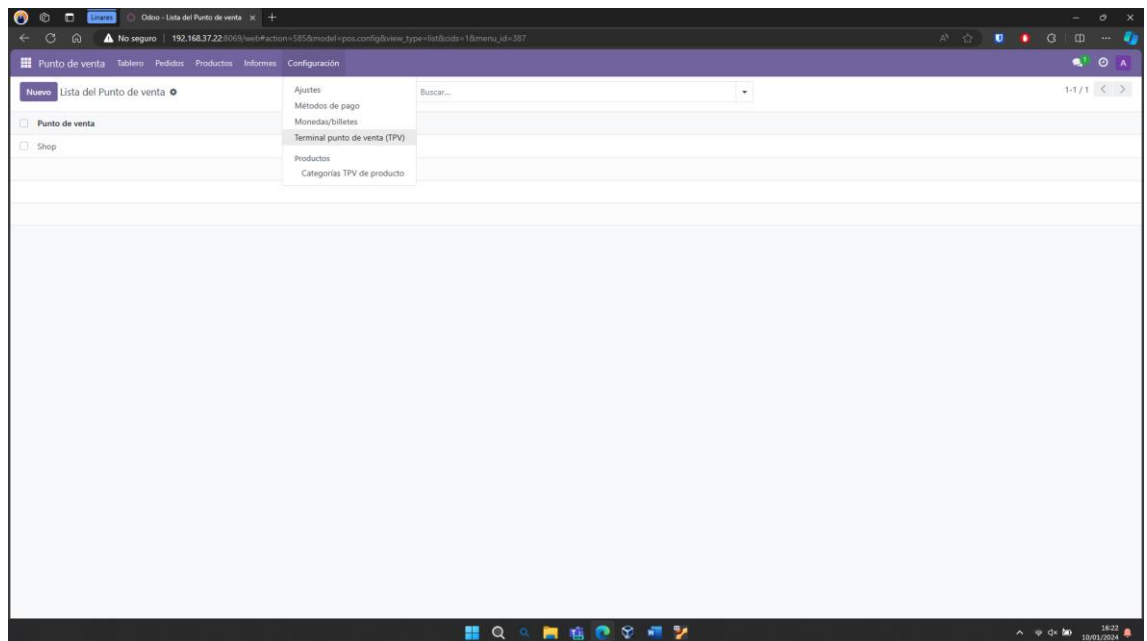 Linares
Odoo - Lista del Punto de venta
No seguro 192.168.37.22:8069/web#action=585&model=pos.config&view_type=list&cids=1&menu_id=387
Punto de venta Tablero Pedidos Productos Informes Configuración
1
A
Nuevo Lista del Punto de venta
Buscar...
1-1 / 1
Ajustes
Métodos de pago
Monedas/billetes
Terminal punto de venta (TPV)
Productos
Categorías TPV de producto
Punto de venta
Shop
16:22
10/01/2024